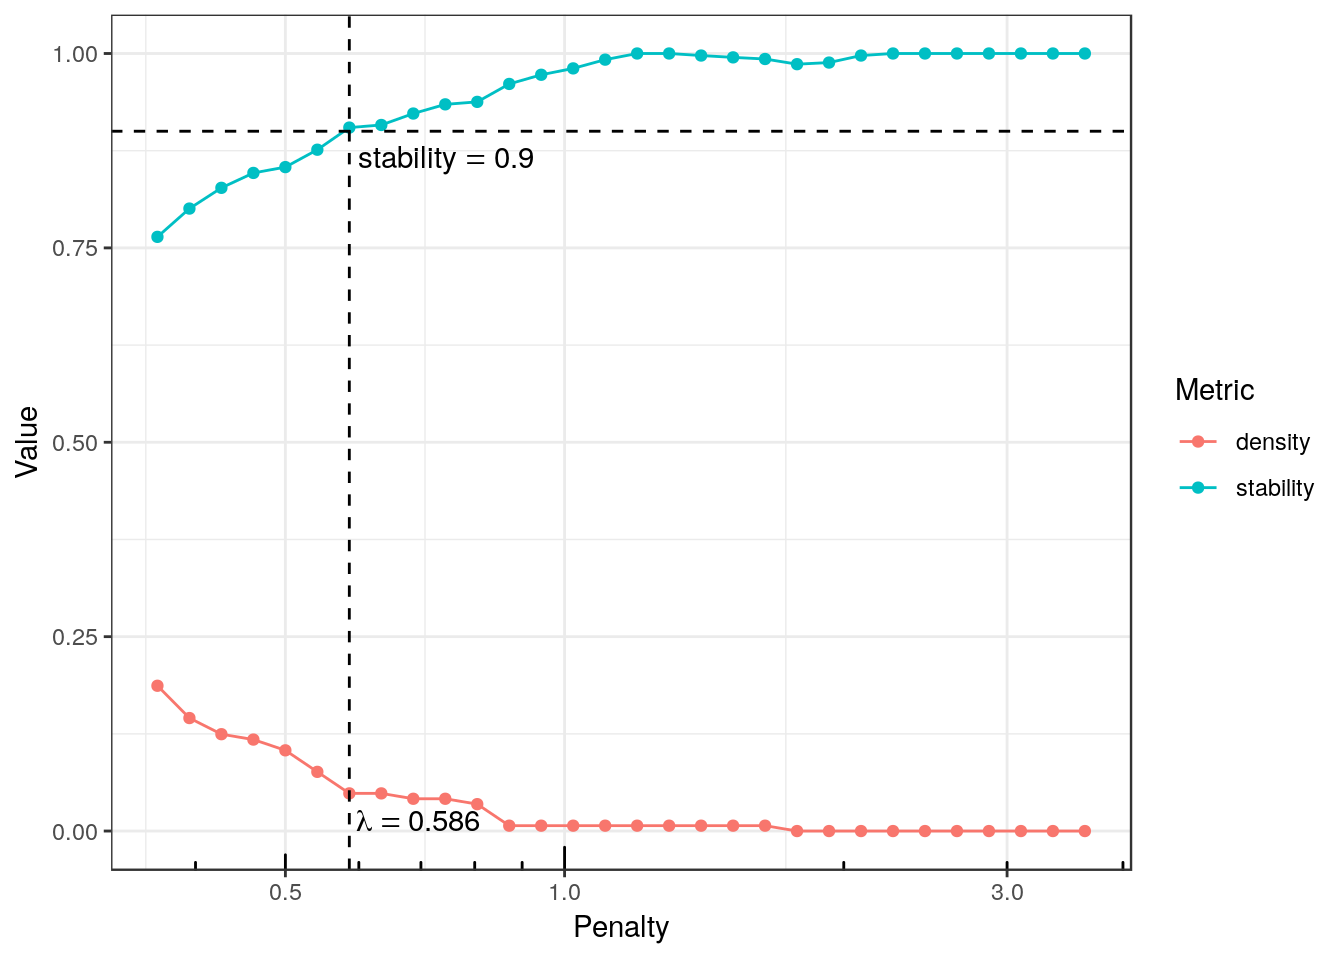 1.00
stability = 0.9
0.75
0.50
0.25
λ = 0.586
0.00
0.5 1.0 3.0
Penalty
Value
Metric
density
stability